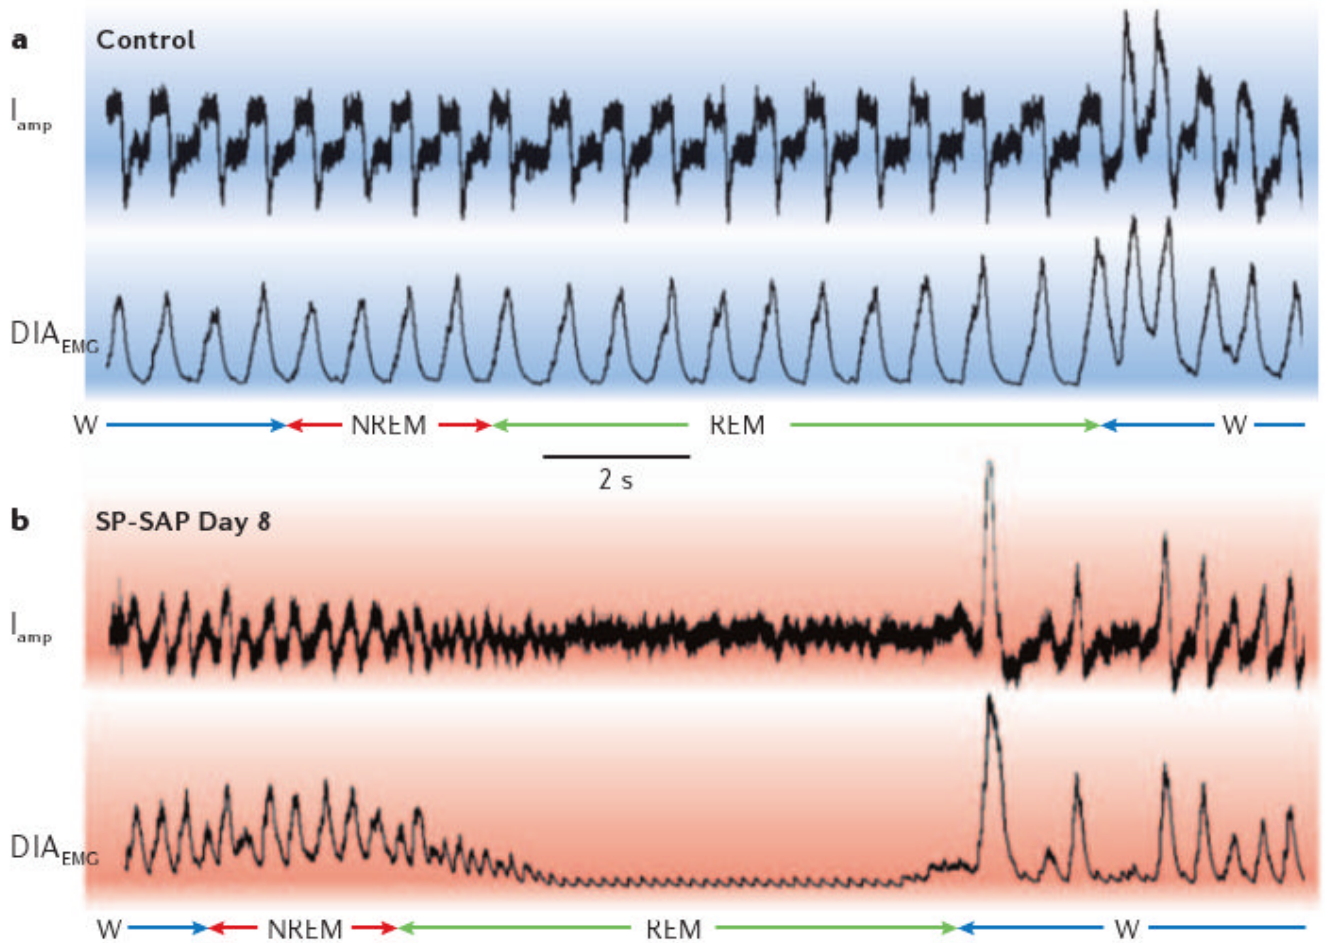 a Control
I amp
DIA EMG
W NREM REM W
2 s
b SP-SAP Day 8
I amp
DIA EMG
W NREM REM W